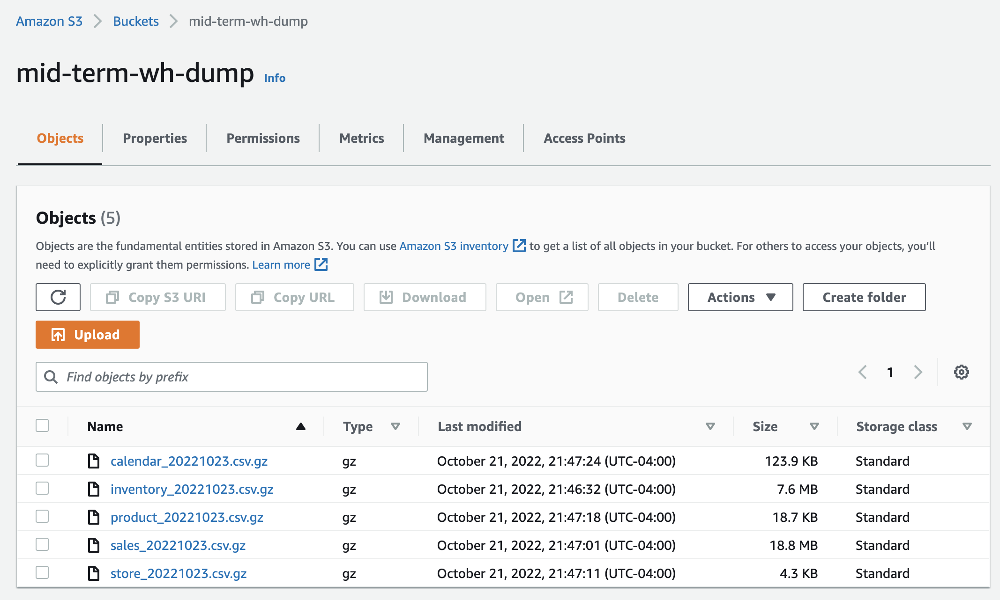 Amazon S3 > Buckets > mid-term-wh-dump
mid-term-wh-dump Info
Objects Properties Permissions Metrics Management Access Points
Objects (5)
Objects are the fundamental entities stored in Amazon S3. You can use Amazon S3 inventory to get a list of all objects in your bucket. For others to access your objects, you’ll
need to explicitly grant them permissions. Learn more
Copy S3 URI Copy URL Download Open Delete Actions Create folder
Upload
Find objects by prefix 1
Name Type Last modified Size Storage class
calendar_20221023.csv.gz gz October 21, 2022, 21:47:24 (UTC-04:00) 123.9 KB Standard
inventory_20221023.csv.gz gz October 21, 2022, 21:46:32 (UTC-04:00) 7.6 MB Standard
product_20221023.csv.gz gz October 21, 2022, 21:47:18 (UTC-04:00) 18.7 KB Standard
sales_20221023.csv.gz gz October 21, 2022, 21:47:01 (UTC-04:00) 18.8 MB Standard
store_20221023.csv.gz gz October 21, 2022, 21:47:11 (UTC-04:00) 4.3 KB Standard